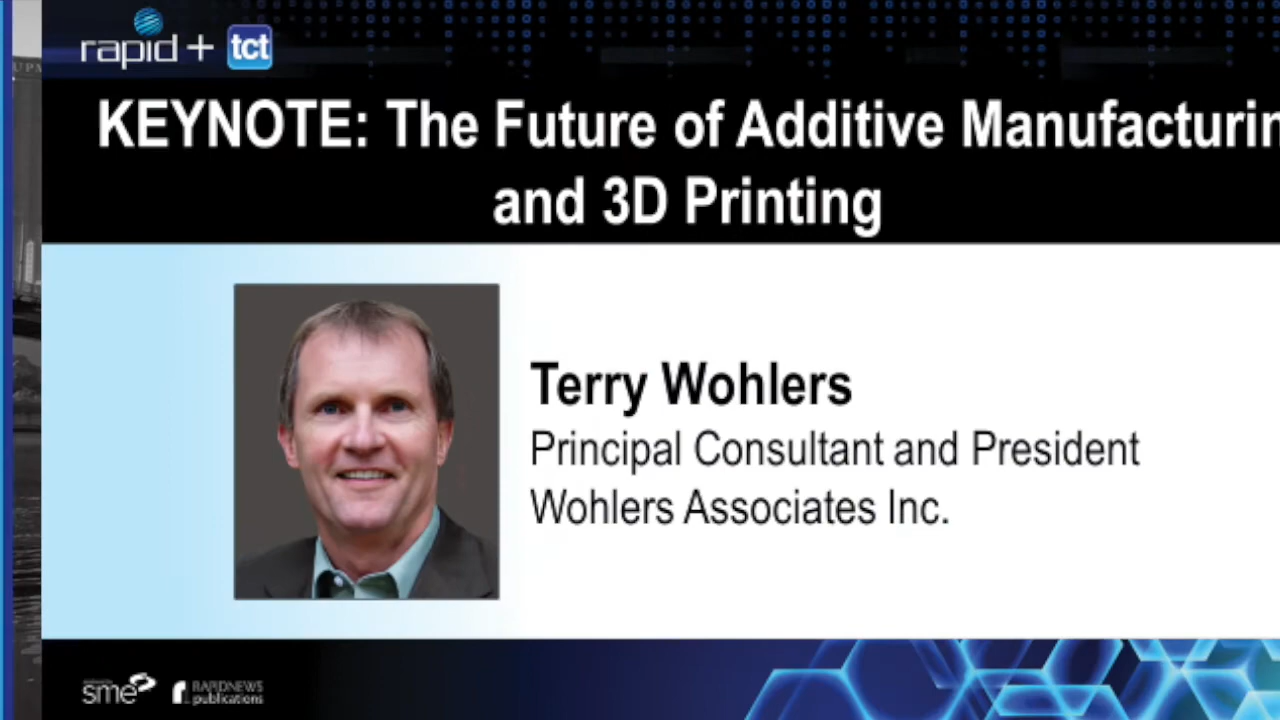 rapid + tct
KEYNOTE: The Future of Additive Manufacturin
and 3D Printing
Terry Wohlers
Principal Consultant and President
Wohlers Associates Inc.
sme
RAPIDNEWS
publications